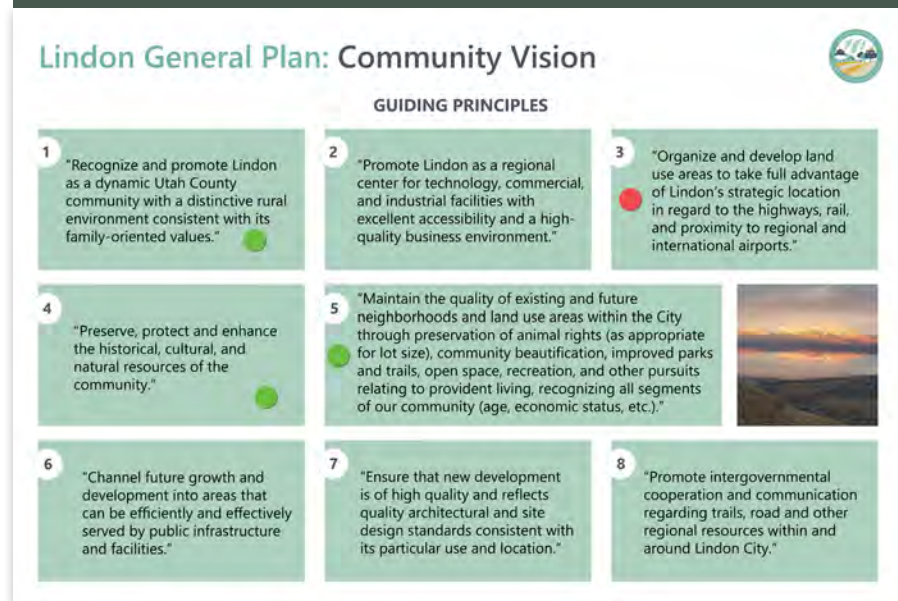 Lindon General Plan: Community Vision
GUIDING PRINCIPLES
1
"Recognize and promote Lindon
as a dynamic Utah County
community with a distinctive rural
environment consistent with its
family-oriented values."
2
"Promote Lindon as a regional
center for technology, commercial,
and industrial facilities with
excellent accessibility and a high-
quality business environment."
3
"Organize and develop land
use areas to take full advantage
of Lindon's strategic location
in regard to the highways, rail,
and proximity to regional and
international airports."
4
"Preserve, protect and enhance
the historical, cultural, and
natural resources of the
community."
5
"Maintain the quality of existing and future
neighborhoods and land use areas within the City
through preservation of animal rights (as appropriate
for lot size), community beautification, improved parks
and trails, open space, recreation, and other pursuits
relating to provident living, recognizing all segments
of our community (age, economic status, etc.)."
6
"Channel future growth and
development into areas that
can be efficiently and effectively
served by public infrastructure
and facilities."
7
"Ensure that new development
is of high quality and reflects
quality architectural and site
design standards consistent with
its particular use and location."
8
"Promote intergovernmental
cooperation and communication
regarding trails, road and other
regional resources within and
around Lindon City."